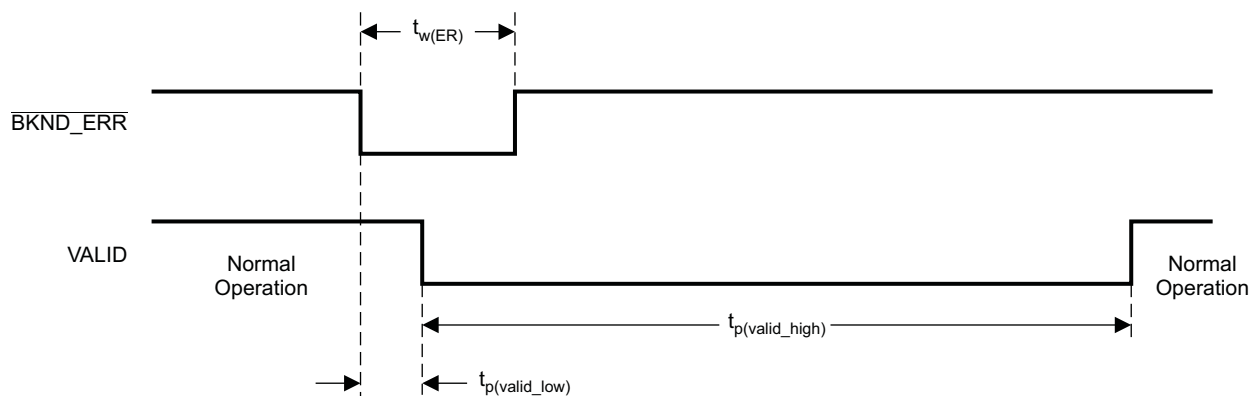 t_w(ER)
BKND_ERR
VALID
Normal
Operation
Normal
Operation
t_p(valid_high)
t_p(valid_low)